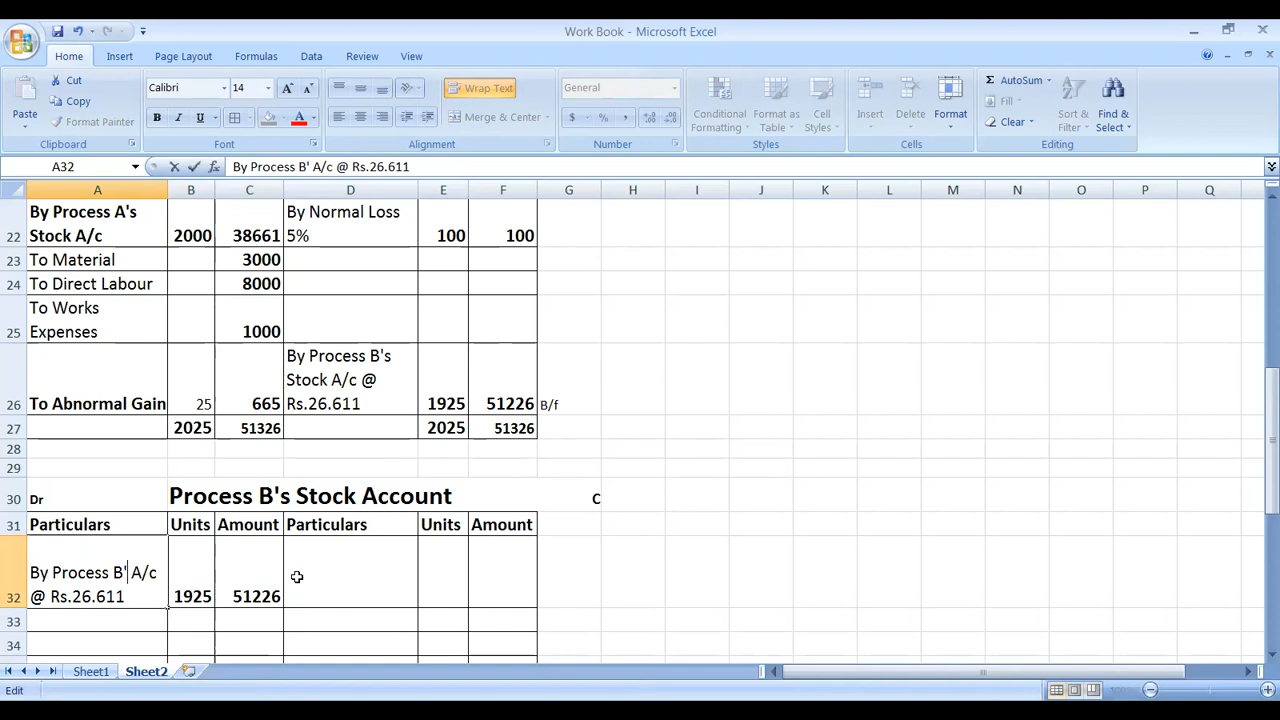 Work Book - Microsoft Excel
Home Insert Page Layout Formulas Data Review View
Paste Cut Copy Format Painter Clipboard
Calibri 14 A A B I U A Font
Wrap Text Merge & Center Alignment
General $ % , Number
Conditional Formatting Format as Table Cell Styles Styles
Insert Delete Format Cells
Σ AutoSum Fill Clear Sort & Filter Find & Select Editing
A32 fx By Process B' A/c @ Rs.26.611
A B C D E F G H I J K L M N O P Q
22 By Process A's Stock A/c 2000 38661 By Normal Loss 5% 100 100
23 To Material 3000
24 To Direct Labour 8000
25 To Works Expenses 1000
26 To Abnormal Gain 25 665 By Process B's Stock A/c @ Rs.26.611 1925 51226 B/f
27 2025 51326 2025 51326
28
29
30 Dr Process B's Stock Account C
31 Particulars Units Amount Particulars Units Amount
32 By Process B' A/c @ Rs.26.611 1925 51226
33
34
Sheet1 Sheet2
Edit